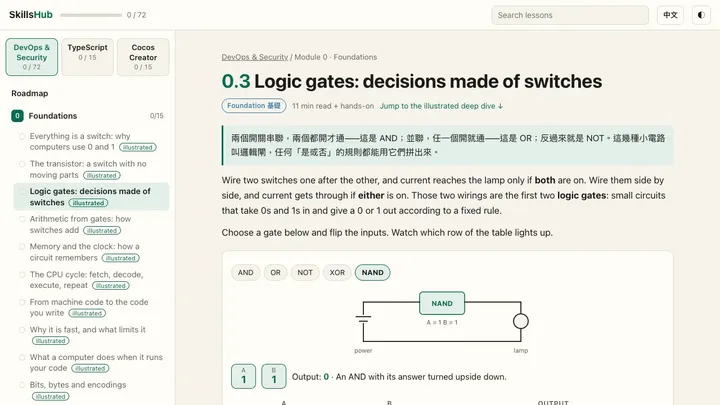 SkillsHub
0 / 72
Search lessons
中文
DevOps & Security
0 / 72
TypeScript
0 / 15
Cocos Creator
0 / 15
Roadmap
0 Foundations 0/15
Everything is a switch: why
computers use 0 and 1 illustrated
The transistor: a switch with no
moving parts illustrated
Logic gates: decisions made of
switches illustrated
Arithmetic from gates: how
switches add illustrated
Memory and the clock: how a
circuit remembers illustrated
The CPU cycle: fetch, decode,
execute, repeat illustrated
From machine code to the code
you write illustrated
Why it is fast, and what limits it
illustrated
What a computer does when it runs
your code illustrated
Bits, bytes and encodings
illustrated
DevOps & Security / Module 0 · Foundations
0.3 Logic gates: decisions made of switches
Foundation 基礎 11 min read + hands-on Jump to the illustrated deep dive ↓
兩個開關串聯，兩個都開才通——這是 AND；並聯，任一個開就通——這是 OR；反過來就是 NOT。這幾種小電路
叫邏輯閘，任何「是或否」的規則都能用它們拼出來。
Wire two switches one after the other, and current reaches the lamp only if both are on. Wire them side by
side, and current gets through if either is on. Those two wirings are the first two logic gates: small circuits
that take 0s and 1s in and give a 0 or 1 out according to a fixed rule.
Choose a gate below and flip the inputs. Watch which row of the table lights up.
AND OR NOT XOR NAND
NAND
A = 1 B = 1
power lamp
A 1
B 1
Output: 0 · An AND with its answer turned upside down.
A B OUTPUT